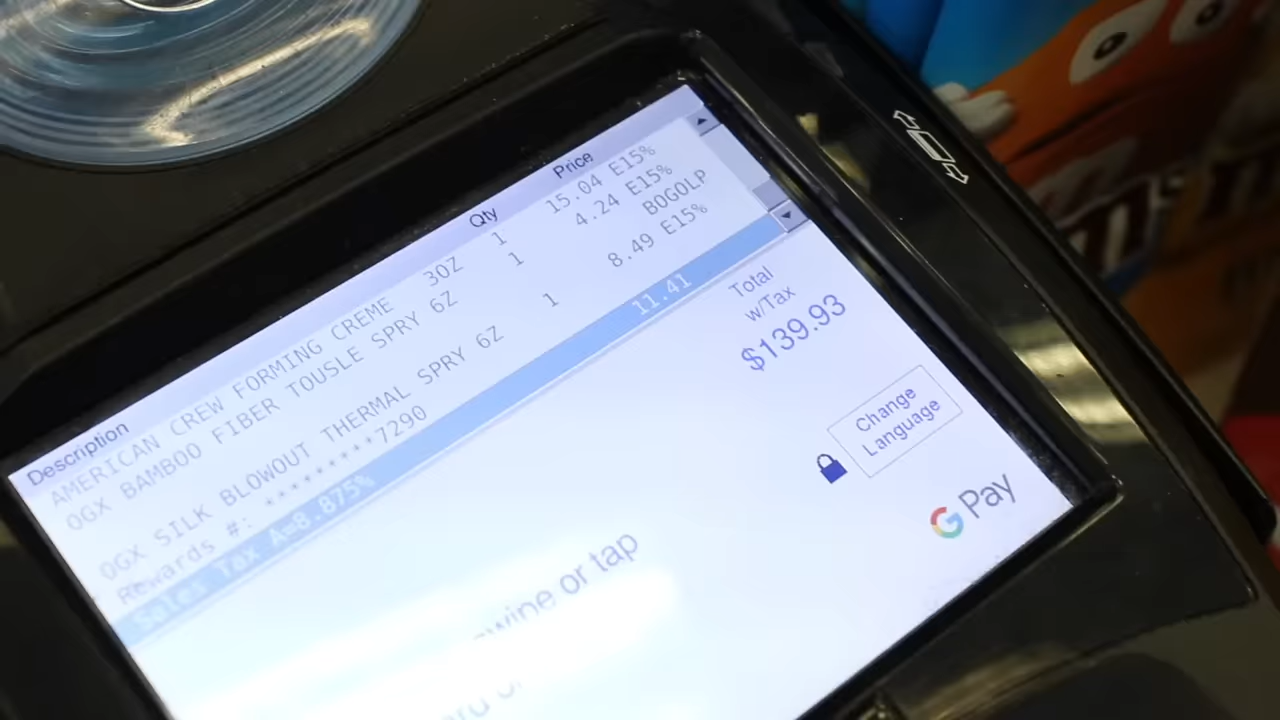 Description Qty Price
AMERICAN CREW FORMING CREME 3OZ 1 15.04 E15%
OGX BAMBOO FIBER TOUSLE SPRY 6Z 1 4.24 E15%
BOGOLP
OGX SILK BLOWOUT THERMAL SPRY 6Z 1 8.49 E15%
Rewards #: ********7290
Sales Tax A=8.875% 11.41
Total
w/Tax
$139.93
Change
Language
G Pay
or tap